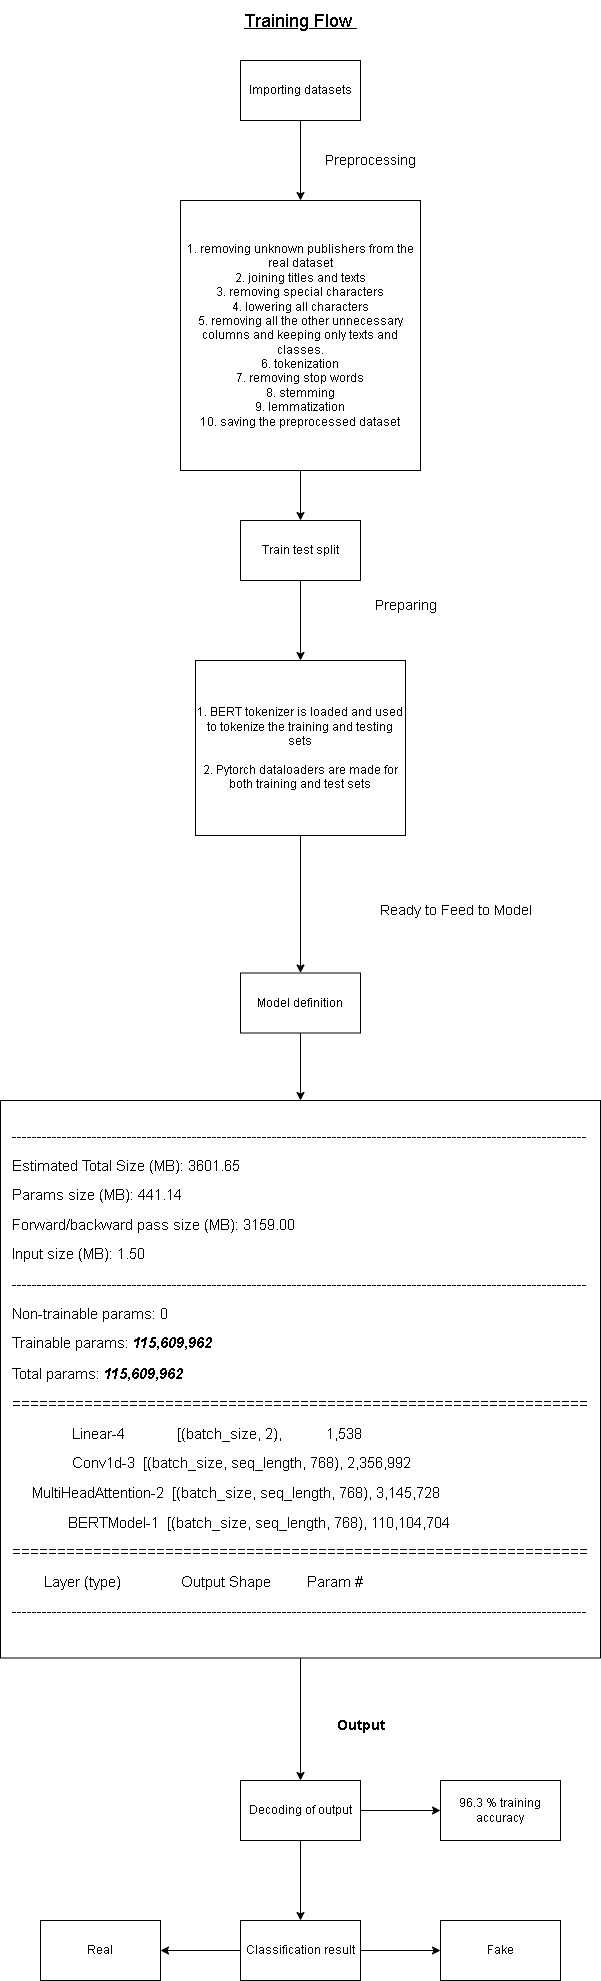 Training Flow
Importing datasets
Preprocessing
1. removing unknown publishers from the
real dataset
2. joining titles and texts
3. removing special characters
4. lowering all characters
5. removing all the other unnecessary
columns and keeping only texts and
classes.
6. tokenization
7. removing stop words
8. stemming
9. lemmatization
10. saving the preprocessed dataset
Train test split
Preparing
1. BERT tokenizer is loaded and used
to tokenize the training and testing
sets
2. Pytorch dataloaders are made for
both training and test sets
Ready to Feed to Model
Model definition
----------------------------------------------------------------------------------------------------------------
Estimated Total Size (MB): 3601.65
Params size (MB): 441.14
Forward/backward pass size (MB): 3159.00
Input size (MB): 1.50
----------------------------------------------------------------------------------------------------------------
Non-trainable params: 0
Trainable params: 115,609,962
Total params: 115,609,962
================================================================
Linear-4 [(batch_size, 2), 1,538
Conv1d-3 [(batch_size, seq_length, 768), 2,356,992
MultiHeadAttention-2 [(batch_size, seq_length, 768), 3,145,728
BERTModel-1 [(batch_size, seq_length, 768), 110,104,704
================================================================
Layer (type) Output Shape Param #
----------------------------------------------------------------------------------------------------------------
Output
Decoding of output
96.3 % training
accuracy
Real
Classification result
Fake